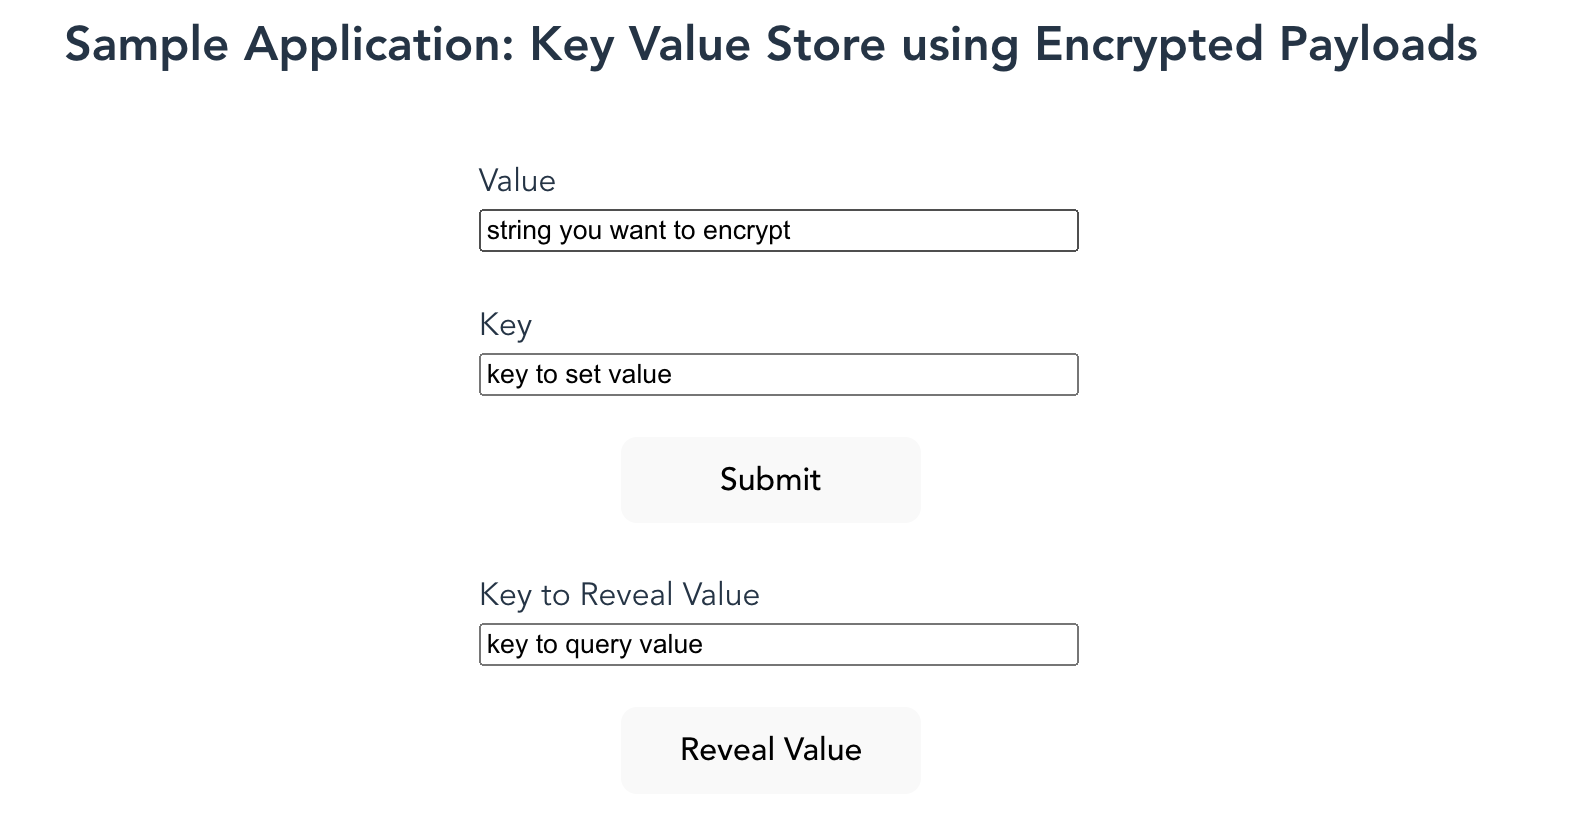 Sample Application: Key Value Store using Encrypted Payloads
Value
string you want to encrypt
Key
key to set value
Submit
Key to Reveal Value
key to query value
Reveal Value